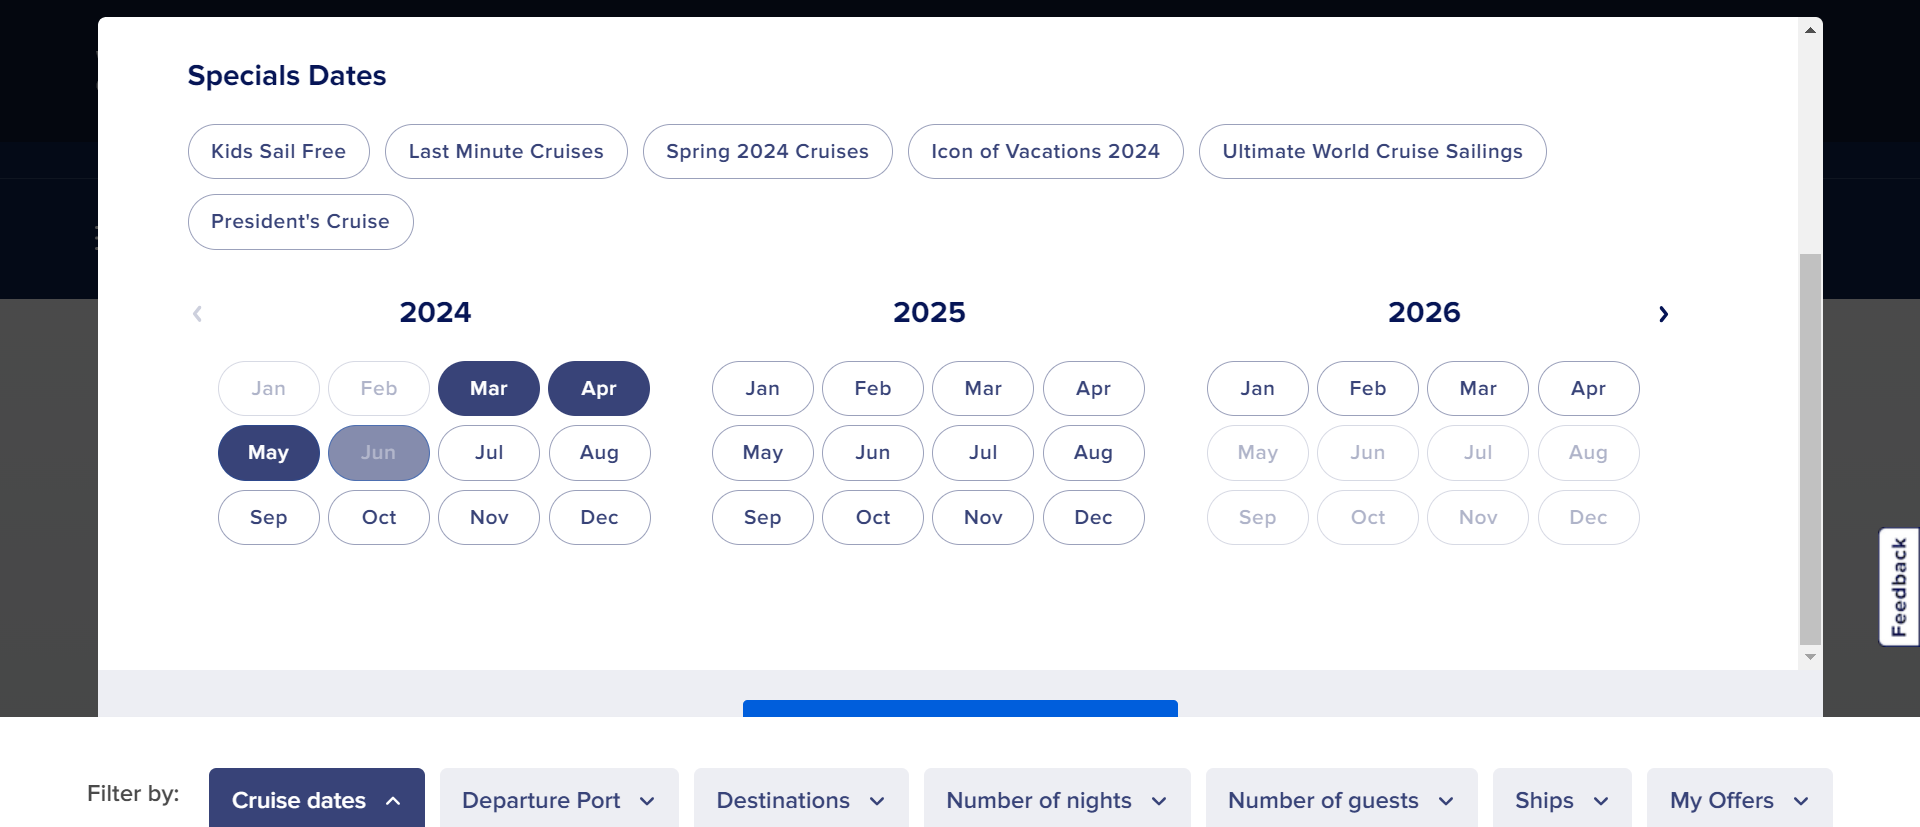 Specials Dates
Kids Sail Free Last Minute Cruises Spring 2024 Cruises Icon of Vacations 2024 Ultimate World Cruise Sailings
President's Cruise
2024 2025 2026
Jan Feb Mar Apr Jan Feb Mar Apr Jan Feb Mar Apr
May Jun Jul Aug May Jun Jul Aug May Jun Jul Aug
Sep Oct Nov Dec Sep Oct Nov Dec Sep Oct Nov Dec
Feedback
Filter by: Cruise dates Departure Port Destinations Number of nights Number of guests Ships My Offers